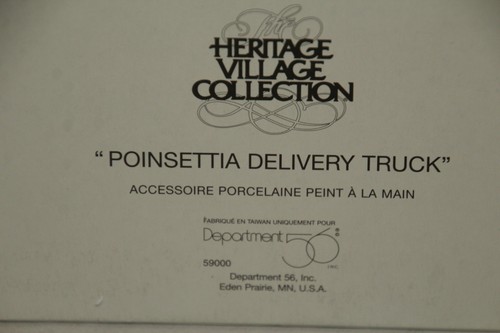 The
HERITAGE
VILLAGE
COLLECTION
“POINSETTIA DELIVERY TRUCK”
ACCESSOIRE PORCELAINE PEINT À LA MAIN
FABRIQUÉ EN TAIWAN UNIQUEMENT POUR
Department 56®
INC.
59000
Department 56, Inc.
Eden Prairie, MN, U.S.A.